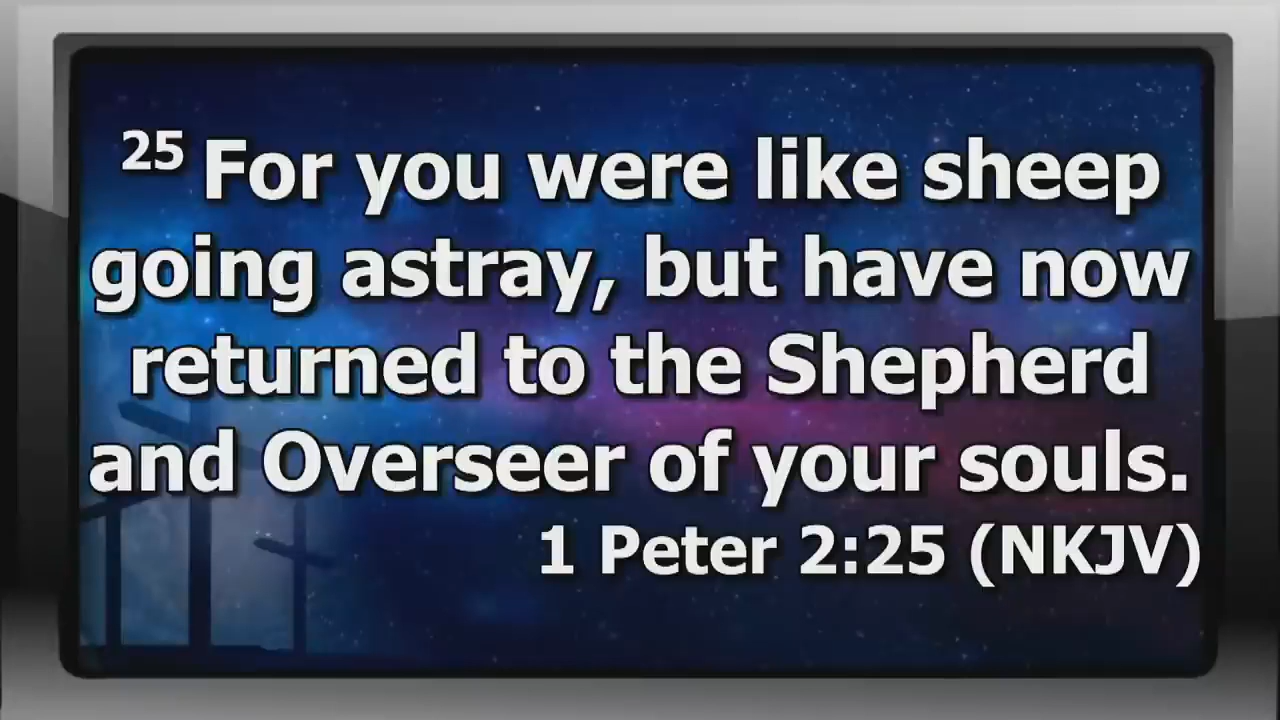 25 For you were like sheep
going astray, but have now
returned to the Shepherd
and Overseer of your souls.
1 Peter 2:25 (NKJV)